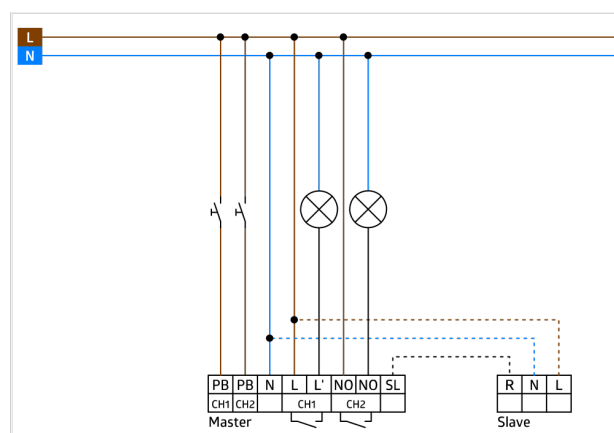 L
N
PB PB N L L' NO NO SL R N L
CH1 CH2 CH1 CH2
Master Slave